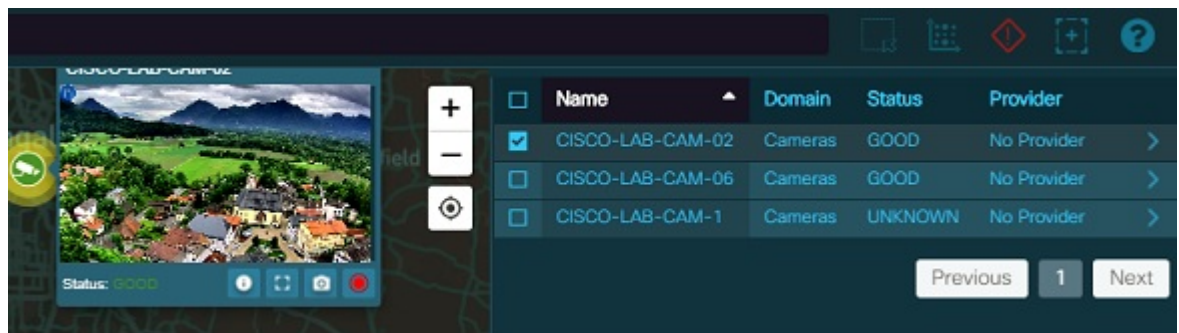 CISCO-LAB-CAM-02
field
Status: GOOD
Name Domain Status Provider
CISCO-LAB-CAM-02 Cameras GOOD No Provider
CISCO-LAB-CAM-06 Cameras GOOD No Provider
CISCO-LAB-CAM-1 Cameras UNKNOWN No Provider
Previous 1 Next